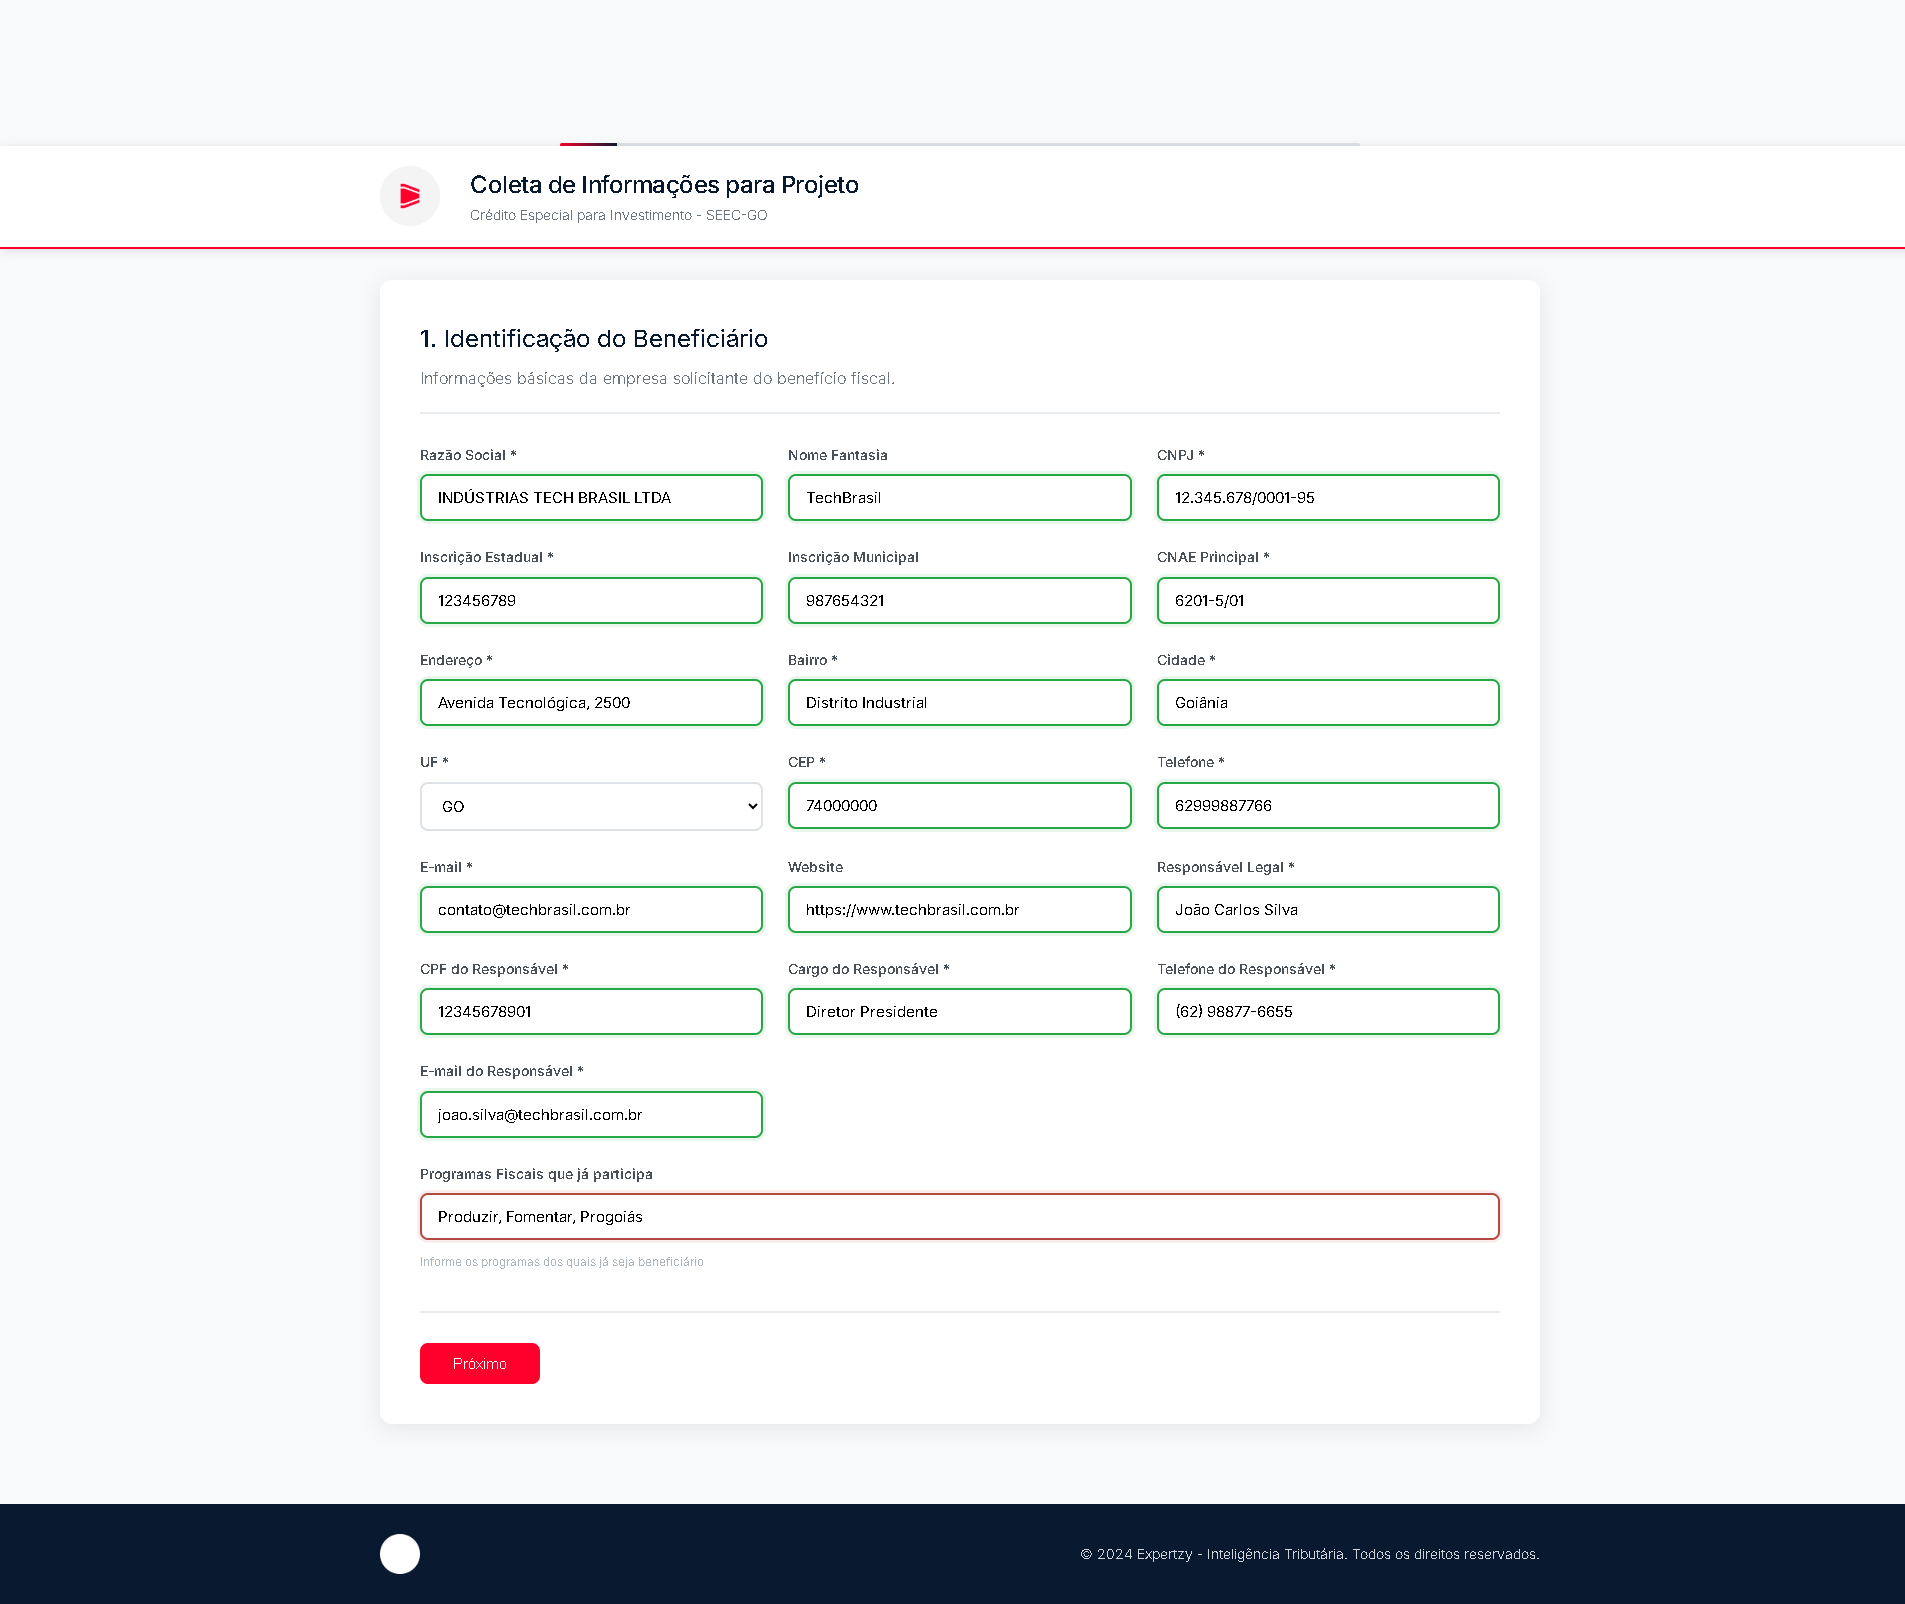 Coleta de Informações para Projeto
Crédito Especial para Investimento - SEEC-GO
1. Identificação do Beneficiário
Informações básicas da empresa solicitante do benefício fiscal.
Razão Social *
Nome Fantasia
CNPJ *
INDÚSTRIAS TECH BRASIL LTDA
TechBrasil
12.345.678/0001-95
Inscrição Estadual *
Inscrição Municipal
CNAE Principal *
123456789
987654321
6201-5/01
Endereço *
Bairro *
Cidade *
Avenida Tecnológica, 2500
Distrito Industrial
Goiânia
UF *
CEP *
Telefone *
GO
74000000
62999887766
E-mail *
Website
Responsável Legal *
contato@techbrasil.com.br
https://www.techbrasil.com.br
João Carlos Silva
CPF do Responsável *
Cargo do Responsável *
Telefone do Responsável *
12345678901
Diretor Presidente
(62) 98877-6655
E-mail do Responsável *
joao.silva@techbrasil.com.br
Programas Fiscais que já participa
Produzir, Fomentar, Progoiás
Informe os programas dos quais já seja beneficiário
Próximo
© 2024 Expertzy - Inteligência Tributária. Todos os direitos reservados.